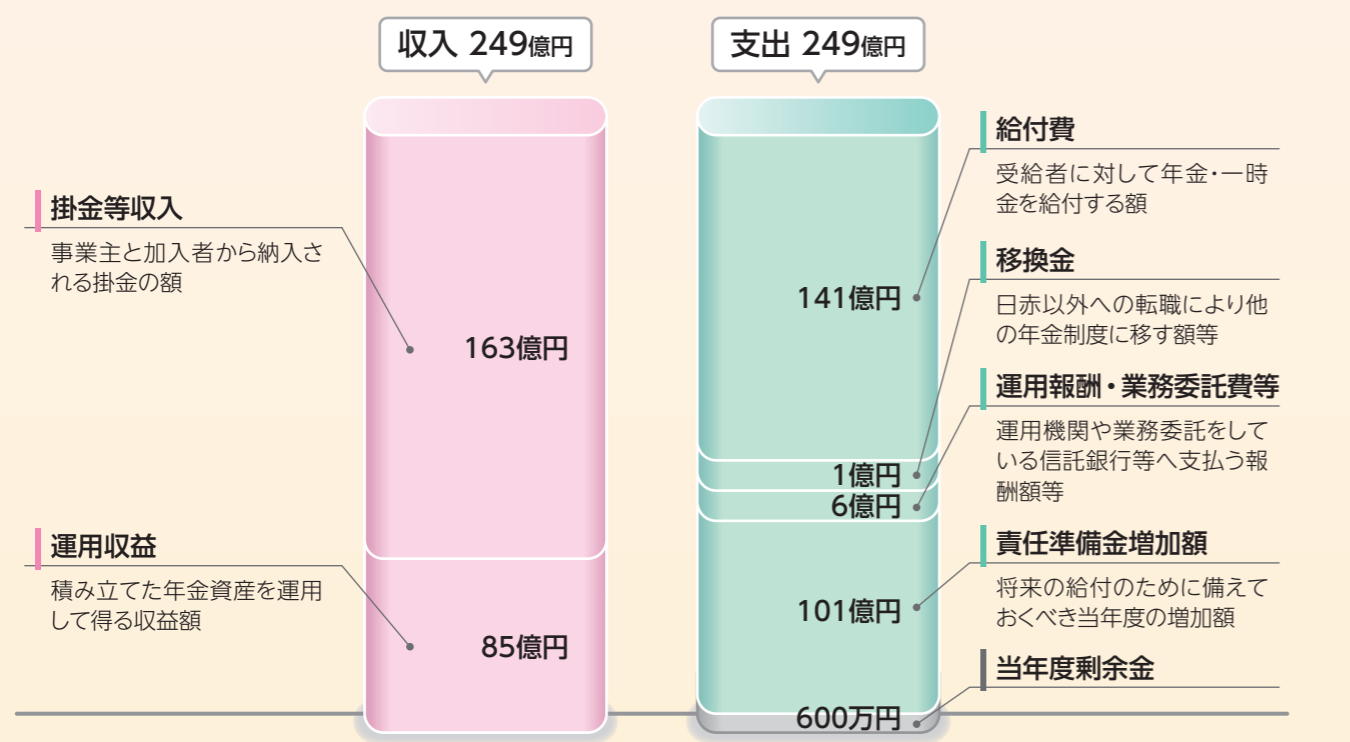 収入 249億円
支出 249億円
掛金等収入
事業主と加入者から納入さ
れる掛金の額
163億円
運用収益
積み立てた年金資産を運用
して得る収益額
85億円
給付費
受給者に対して年金・一時
金を給付する額
141億円
移換金
日赤以外への転職により他
の年金制度に移す額等
1億円
運用報酬・業務委託費等
運用機関や業務委託をして
いる信託銀行等へ支払う報
酬額等
6億円
責任準備金増加額
将来の給付のために備えて
おくべき当年度の増加額
101億円
当年度剰余金
600万円